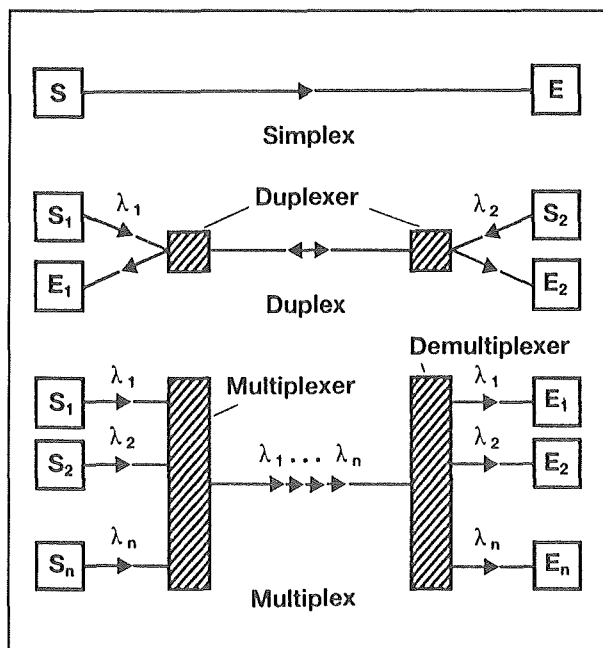 S E
Simplex
S₁ λ₁ Duplexer λ₂ S₂
E₁ E₂
Duplex
Demultiplexer
S₁ λ₁ Multiplexer λ₁ E₁
S₂ λ₂ λ₁ ... λₙ λ₂ E₂
Sₙ λₙ λₙ Eₙ
Multiplex